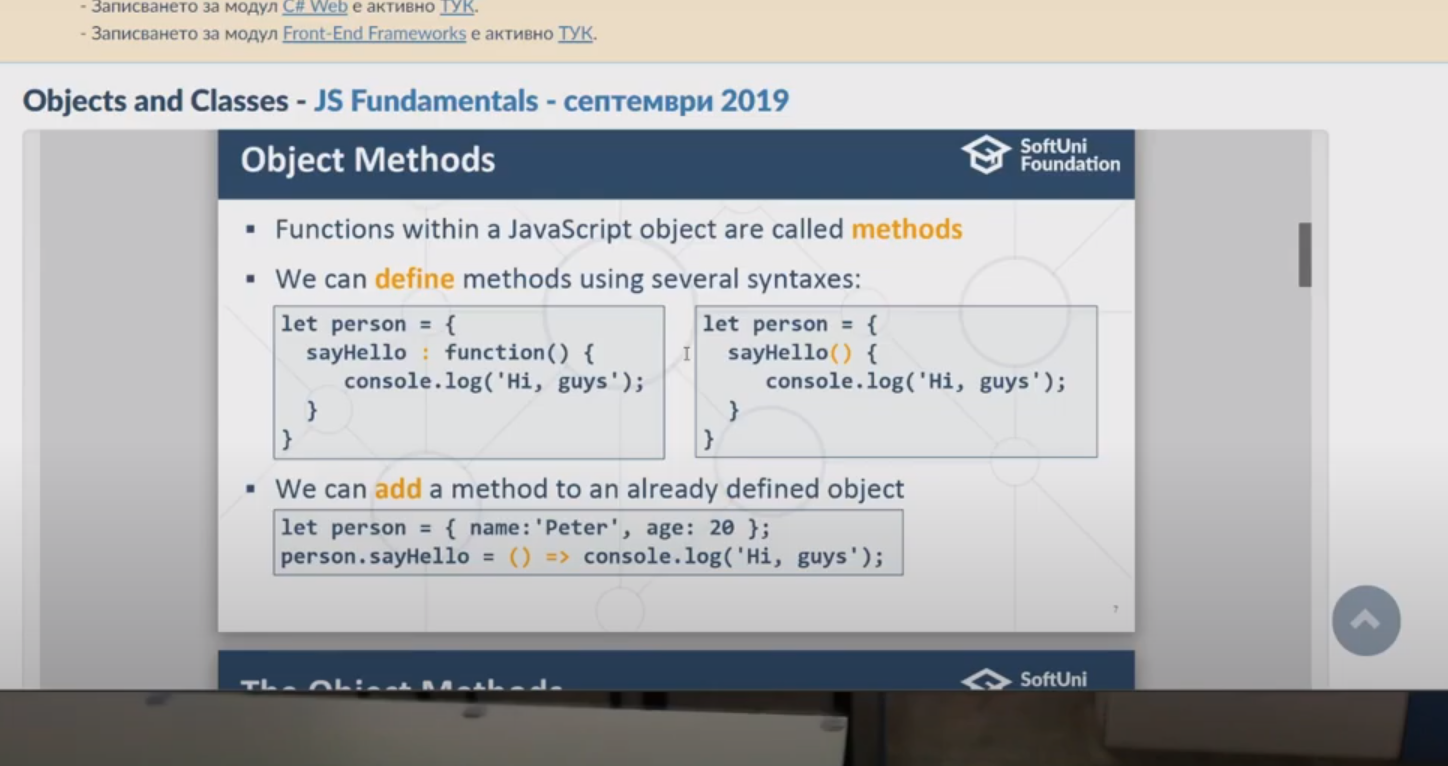 - Записването за модул C# Web е активно ТУК.
- Записването за модул Front-End Frameworks е активно ТУК.
Objects and Classes - JS Fundamentals - септември 2019
Object Methods
SoftUni
Foundation
▪ Functions within a JavaScript object are called methods
▪ We can define methods using several syntaxes:
let person = {
sayHello : function() {
console.log('Hi, guys');
}
}
let person = {
sayHello() {
console.log('Hi, guys');
}
}
▪ We can add a method to an already defined object
let person = { name:'Peter', age: 20 };
person.sayHello = () => console.log('Hi, guys');
7
The Object Methods
SoftUni